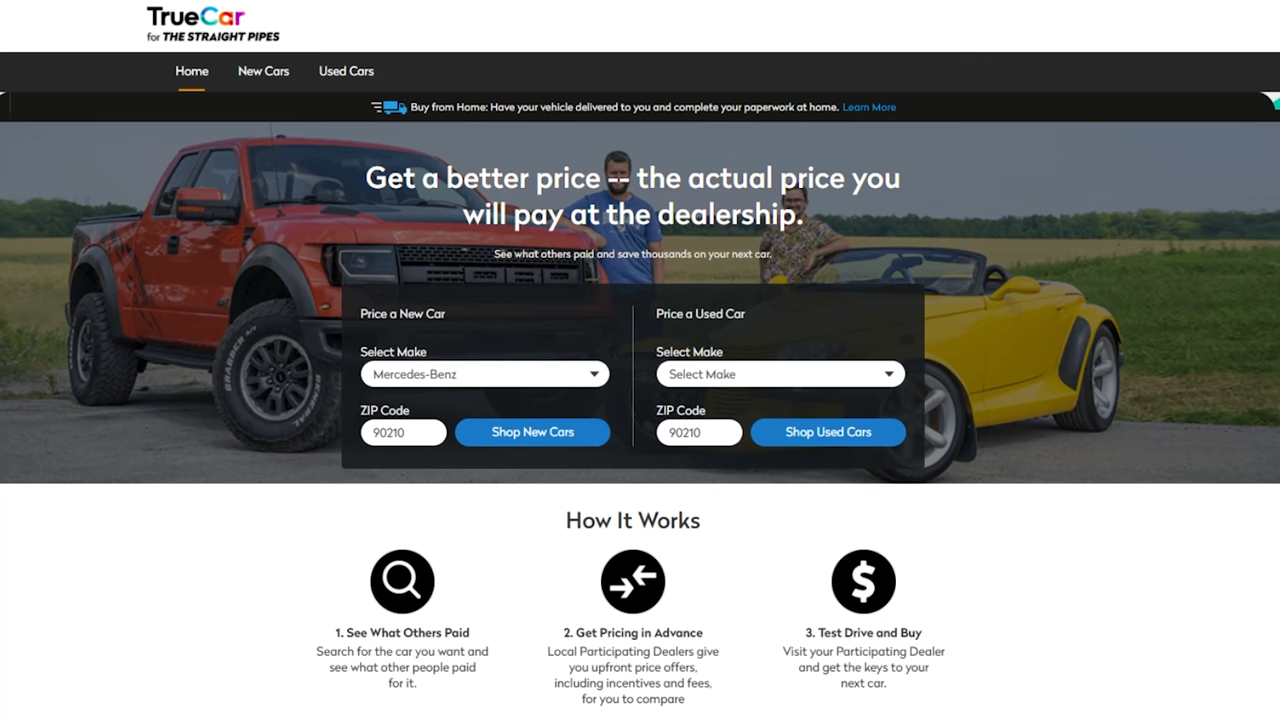 TrueCar
for THE STRAIGHT PIPES
Home New Cars Used Cars
Buy from Home: Have your vehicle delivered to you and complete your paperwork at home. Learn More
Get a better price -- the actual price you
will pay at the dealership.
See what others paid and save thousands on your next car.
Price a New Car
Select Make
Mercedes-Benz
ZIP Code
90210 Shop New Cars
Price a Used Car
Select Make
Select Make
ZIP Code
90210 Shop Used Cars
GRABBER A/T
GENERAL
How It Works
$
1. See What Others Paid
Search for the car you want and
see what other people paid
for it.
2. Get Pricing in Advance
Local Participating Dealers give
you upfront price offers,
including incentives and fees,
for you to compare
3. Test Drive and Buy
Visit your Participating Dealer
and get the keys to your
next car.